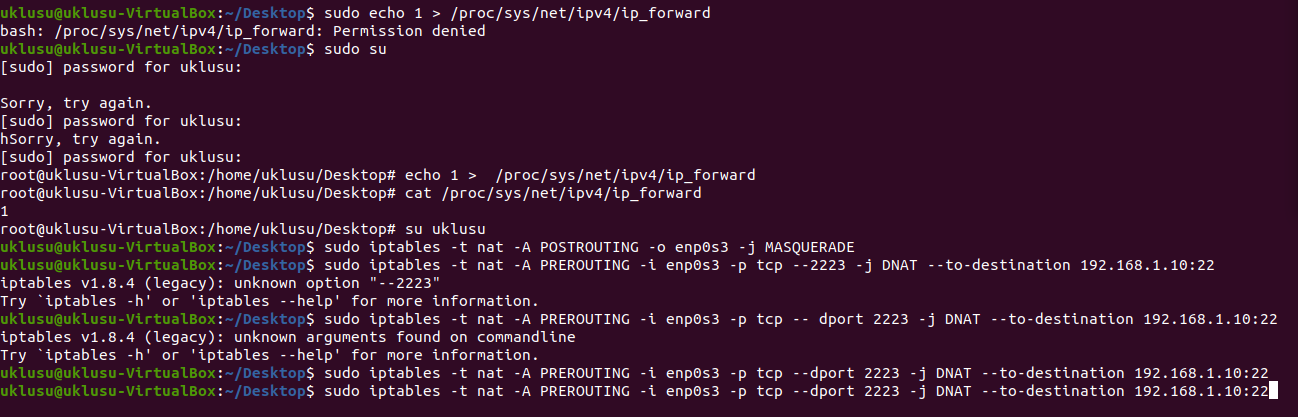 uklusu@uklusu-VirtualBox:~/Desktop$ sudo echo 1 > /proc/sys/net/ipv4/ip_forward
bash: /proc/sys/net/ipv4/ip_forward: Permission denied
uklusu@uklusu-VirtualBox:~/Desktop$ sudo su
[sudo] password for uklusu:

Sorry, try again.
[sudo] password for uklusu:
hSorry, try again.
[sudo] password for uklusu:
root@uklusu-VirtualBox:/home/uklusu/Desktop# echo 1 >  /proc/sys/net/ipv4/ip_forward
root@uklusu-VirtualBox:/home/uklusu/Desktop# cat /proc/sys/net/ipv4/ip_forward
1
root@uklusu-VirtualBox:/home/uklusu/Desktop# su uklusu
uklusu@uklusu-VirtualBox:~/Desktop$ sudo iptables -t nat -A POSTROUTING -o enp0s3 -j MASQUERADE
uklusu@uklusu-VirtualBox:~/Desktop$ sudo iptables -t nat -A PREROUTING -i enp0s3 -p tcp --2223 -j DNAT --to-destination 192.168.1.10:22
iptables v1.8.4 (legacy): unknown option "--2223"
Try `iptables -h' or 'iptables --help' for more information.
uklusu@uklusu-VirtualBox:~/Desktop$ sudo iptables -t nat -A PREROUTING -i enp0s3 -p tcp -- dport 2223 -j DNAT --to-destination 192.168.1.10:22
iptables v1.8.4 (legacy): unknown arguments found on commandline
Try `iptables -h' or 'iptables --help' for more information.
uklusu@uklusu-VirtualBox:~/Desktop$ sudo iptables -t nat -A PREROUTING -i enp0s3 -p tcp --dport 2223 -j DNAT --to-destination 192.168.1.10:22
uklusu@uklusu-VirtualBox:~/Desktop$ sudo iptables -t nat -A PREROUTING -i enp0s3 -p tcp --dport 2223 -j DNAT --to-destination 192.168.1.10:22